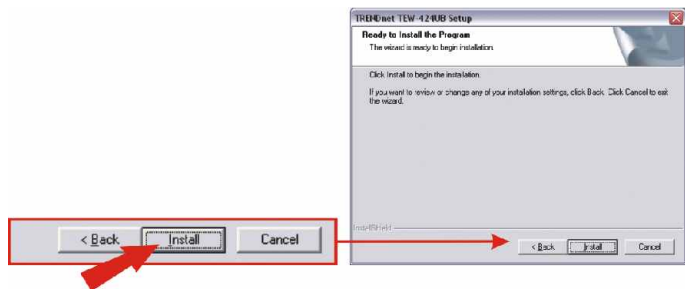 TRENDnet TEW-424UB Setup
Ready to Install the Program
The wizard is ready to begin installation.
Click Install to begin the installation.
If you want to review or change any of your installation settings, click Back. Click Cancel to exit
the wizard.
InstallShield
< Back Install Cancel
< Back Install Cancel